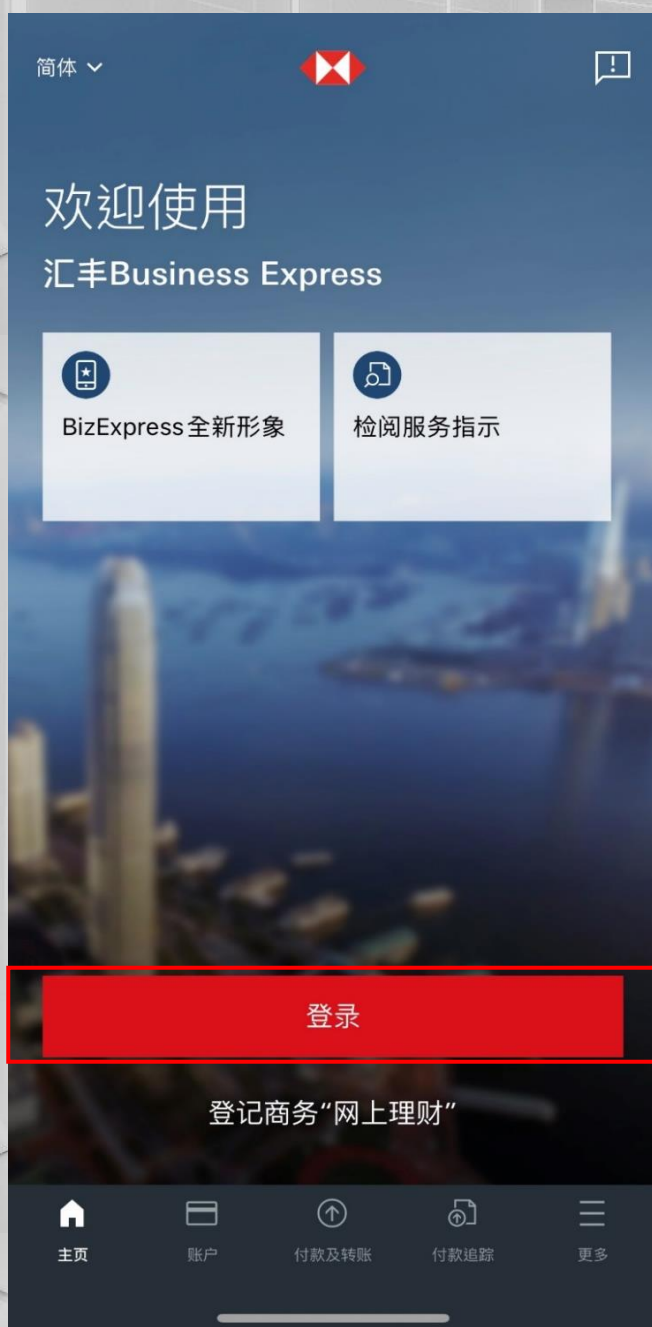 简体
欢迎使用
汇丰Business Express
BizExpress全新形象
检阅服务指示
登录
登记商务“网上理财”
主页
账户
付款及转账
付款追踪
更多